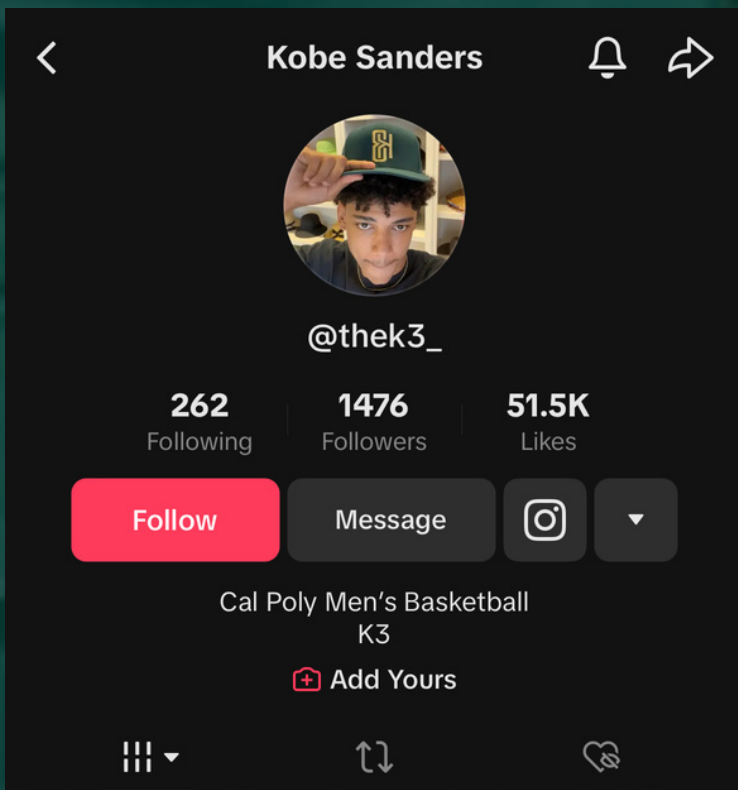 Kobe Sanders
@thek3_
262 1476 51.5K
Following Followers Likes
Follow Message
Cal Poly Men's Basketball
K3
Add Yours